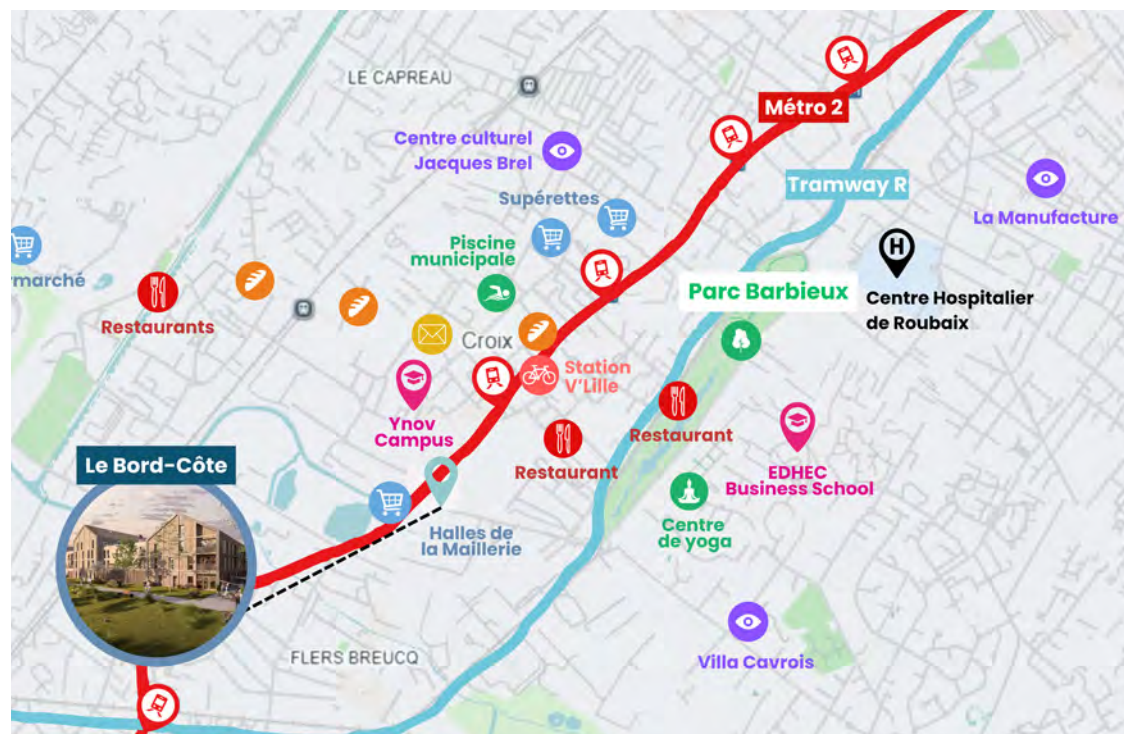 LE CAPREAU
Métro 2
Centre culturel
Jacques Brel
Tramway R
Supérettes
La Manufacture
Piscine
municipale
marché
Restaurants
Parc Barbieux
H
Centre Hospitalier
de Roubaix
Croix
Station
V'Lille
Ynov
Campus
Restaurant
Restaurant
Le Bord-Côte
EDHEC
Business School
Halles de
la Maillerie
Centre
de yoga
FLERS BREUCQ
Villa Cavrois